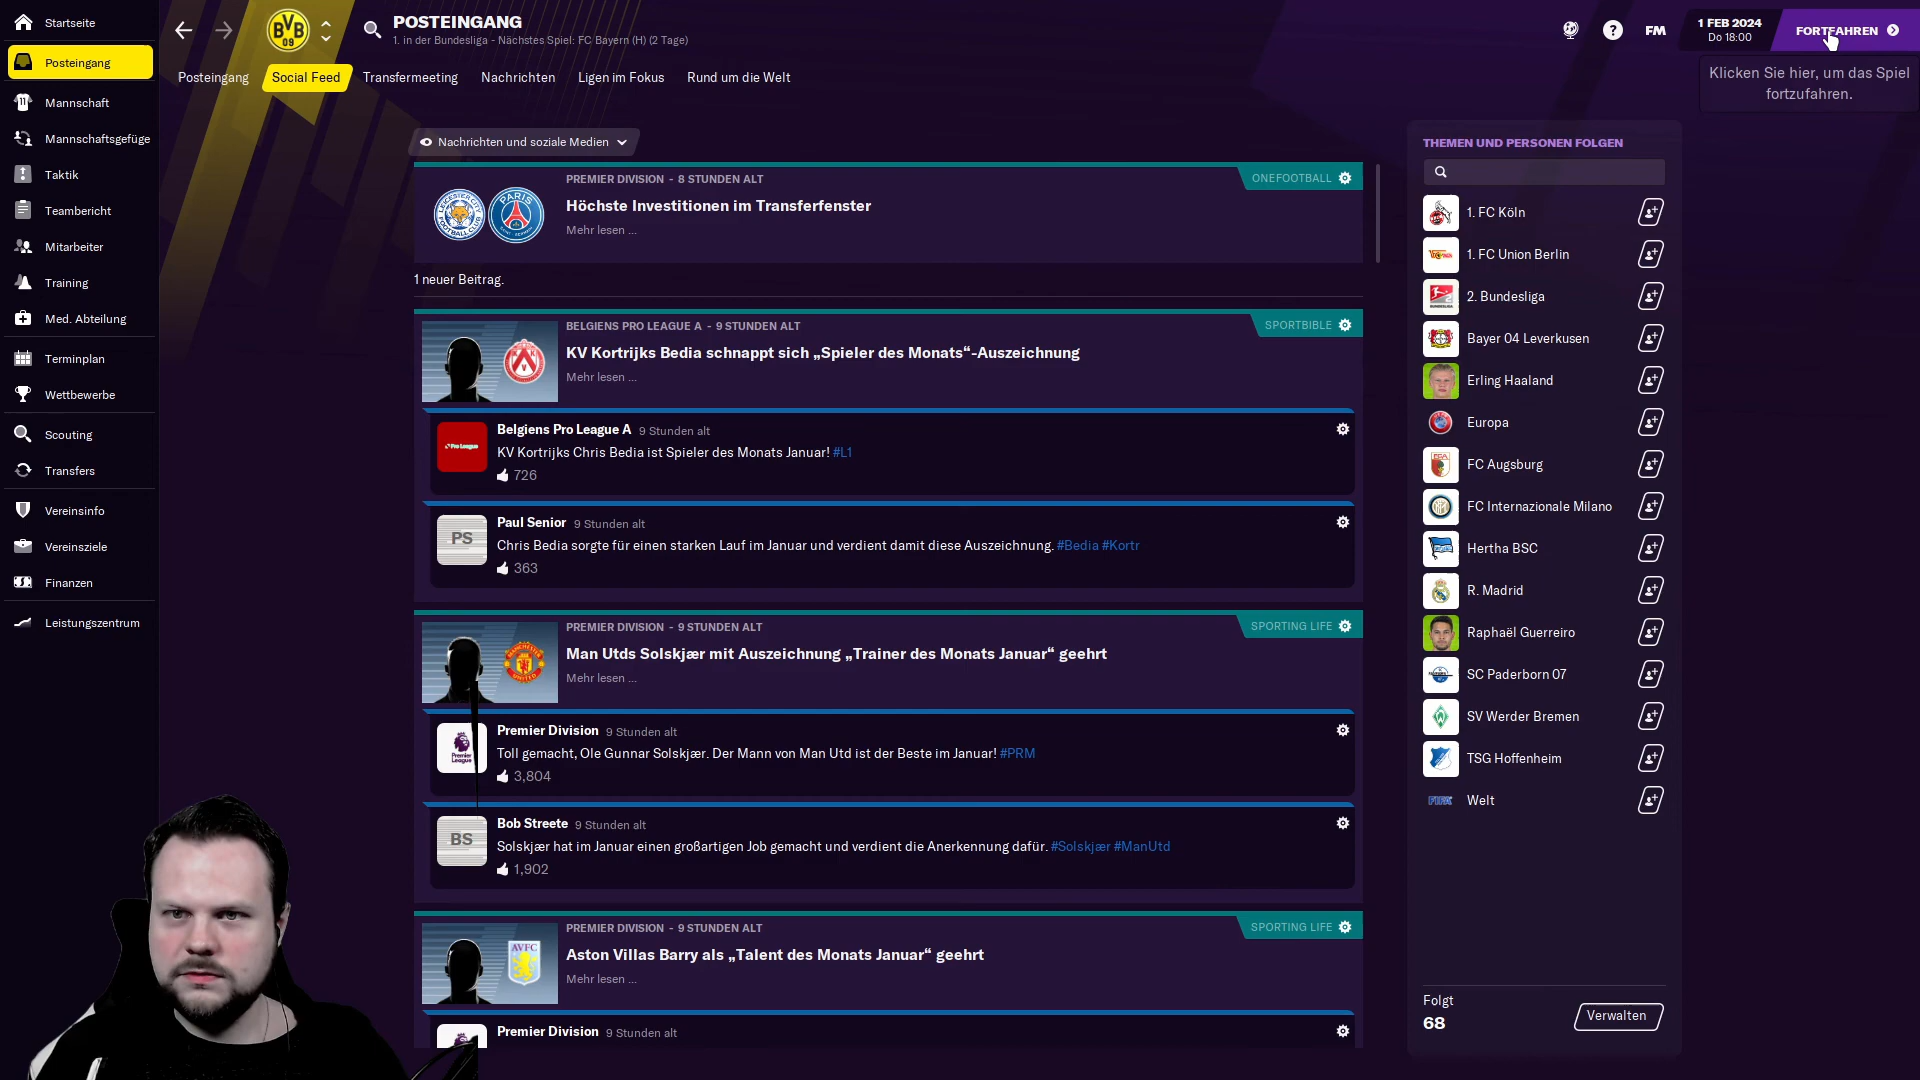 Startseite
Posteingang
Mannschaft
Mannschaftsgefüge
Taktik
Teambericht
Mitarbeiter
Training
Med. Abteilung
Terminplan
Wettbewerbe
Scouting
Transfers
Vereinsinfo
Vereinsziele
Finanzen
Leistungszentrum
BVB
09
POSTEINGANG
1. in der Bundesliga - Nächstes Spiel: FC Bayern (H) (2 Tage)
FM
1 FEB 2024
Do 18:00
FORTFAHREN
Klicken Sie hier, um das Spiel
fortzufahren.
Posteingang
Social Feed
Transfermeeting
Nachrichten
Ligen im Fokus
Rund um die Welt
Nachrichten und soziale Medien
PREMIER DIVISION - 8 STUNDEN ALT
ONEFOOTBALL
Höchste Investitionen im Transferfenster
Mehr lesen ...
1 neuer Beitrag.
BELGIENS PRO LEAGUE A - 9 STUNDEN ALT
SPORTBIBLE
KV Kortrijks Bedia schnappt sich „Spieler des Monats“-Auszeichnung
Mehr lesen ...
Belgiens Pro League A 9 Stunden alt
KV Kortrijks Chris Bedia ist Spieler des Monats Januar! #L1
726
PS
Paul Senior 9 Stunden alt
Chris Bedia sorgte für einen starken Lauf im Januar und verdient damit diese Auszeichnung. #Bedia #Kortr
363
PREMIER DIVISION - 9 STUNDEN ALT
SPORTING LIFE
Man Utds Solskjær mit Auszeichnung „Trainer des Monats Januar“ geehrt
Mehr lesen ...
Premier Division 9 Stunden alt
Toll gemacht, Ole Gunnar Solskjær. Der Mann von Man Utd ist der Beste im Januar! #PRM
3,804
BS
Bob Streete 9 Stunden alt
Solskjær hat im Januar einen großartigen Job gemacht und verdient die Anerkennung dafür. #Solskjær #ManUtd
1,902
PREMIER DIVISION - 9 STUNDEN ALT
SPORTING LIFE
AVFC
Aston Villas Barry als „Talent des Monats Januar“ geehrt
Mehr lesen ...
Premier Division 9 Stunden alt
THEMEN UND PERSONEN FOLGEN
1. FC Köln
1. FC Union Berlin
2. Bundesliga
Bayer 04 Leverkusen
Erling Haaland
Europa
FC Augsburg
FC Internazionale Milano
Hertha BSC
R. Madrid
Raphaël Guerreiro
SC Paderborn 07
SV Werder Bremen
TSG Hoffenheim
FIFA
Welt
Folgt
68
Verwalten